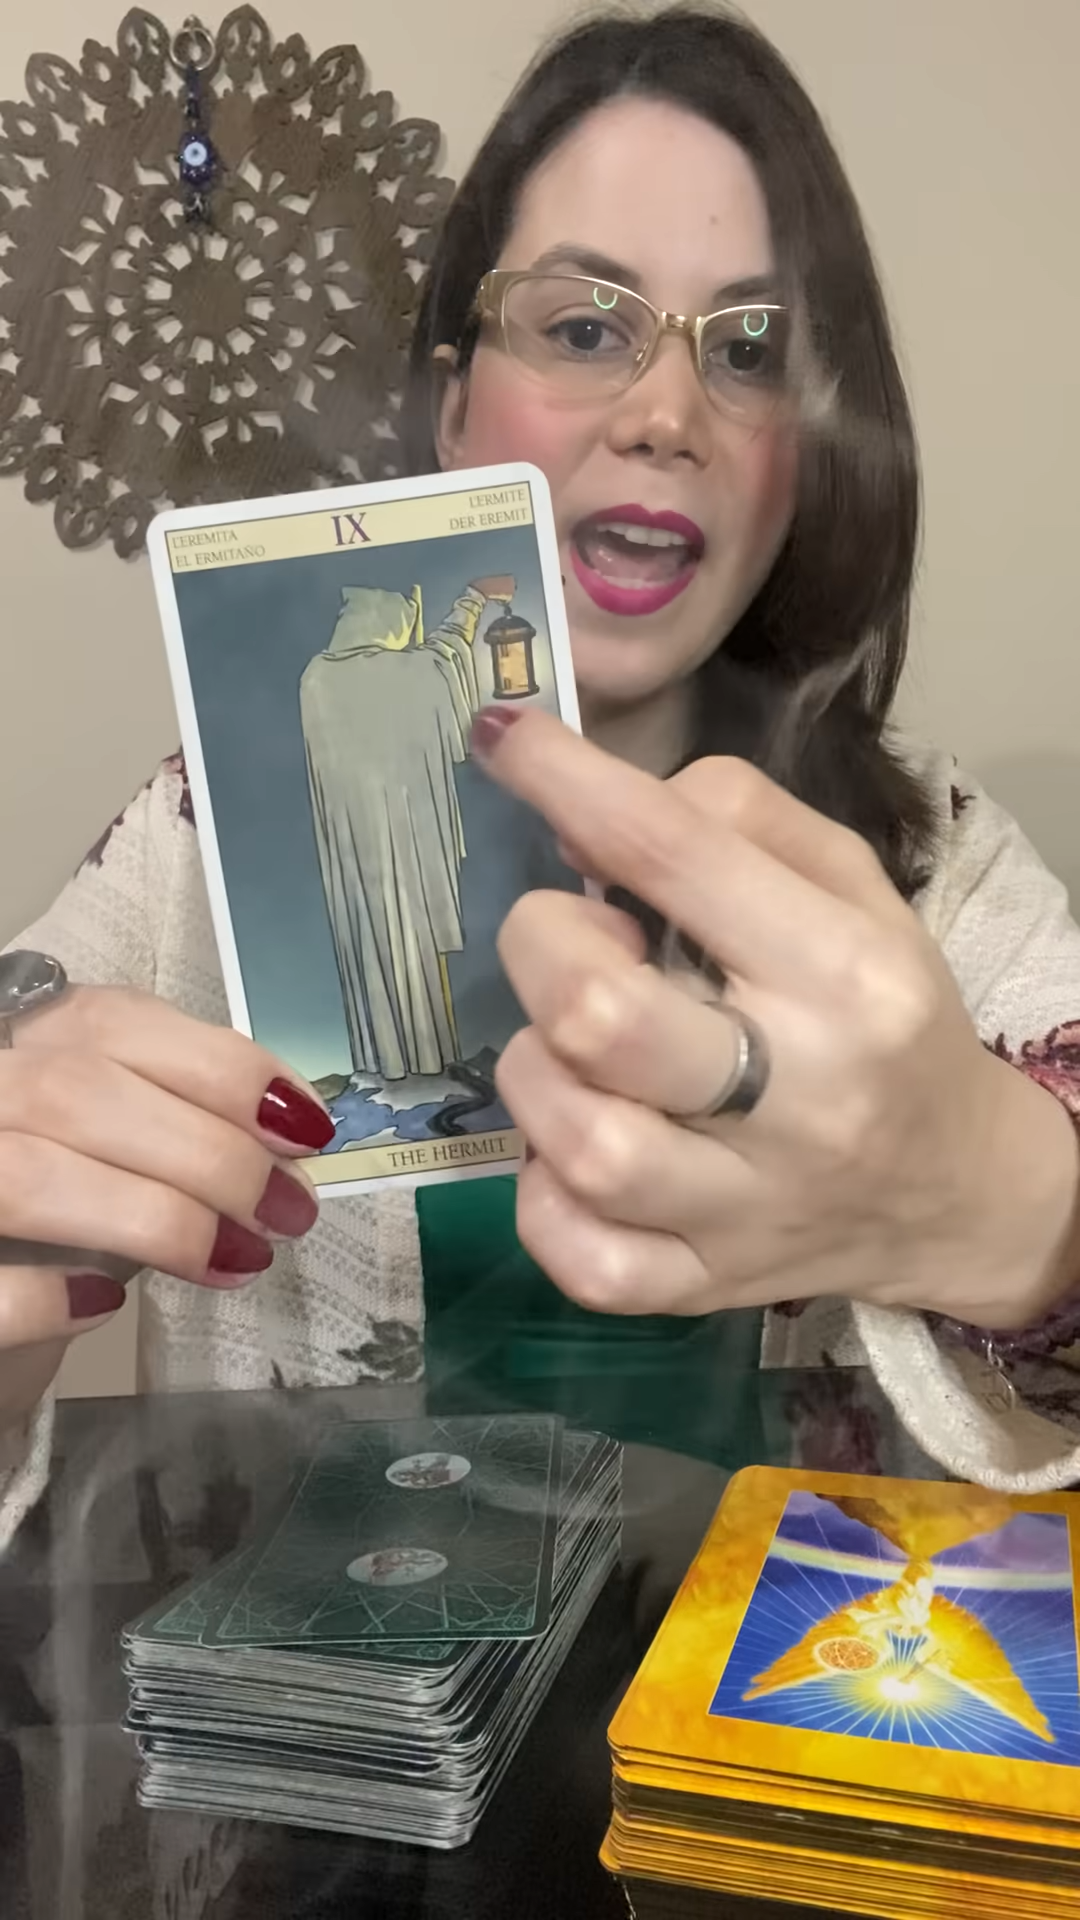 L'EREMITA
EL ERMITAÑO
IX
L'ERMITE
DER EREMIT
THE HERMIT